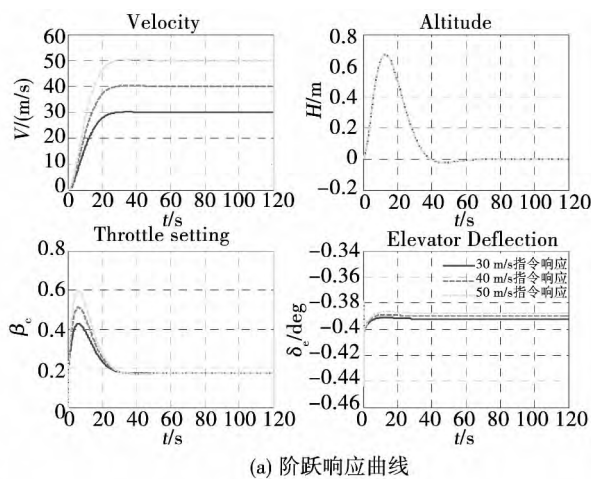 Velocity
60
50
40
30
20
10
0
V/(m/s)
0 20 40 60 80 100 120
t/s
Altitude
0.8
0.6
0.4
0.2
0
−0.2
H/m
0 20 40 60 80 100 120
t/s
Throttle setting
0.8
0.6
0.4
0.2
0
β_c
0 20 40 60 80 100 120
t/s
Elevator Deflection
−0.34
−0.36
−0.38
−0.4
−0.42
−0.44
−0.46
δ_e/deg
30 m/s指令响应
40 m/s指令响应
50 m/s指令响应
0 20 40 60 80 100 120
t/s
(a) 阶跃响应曲线